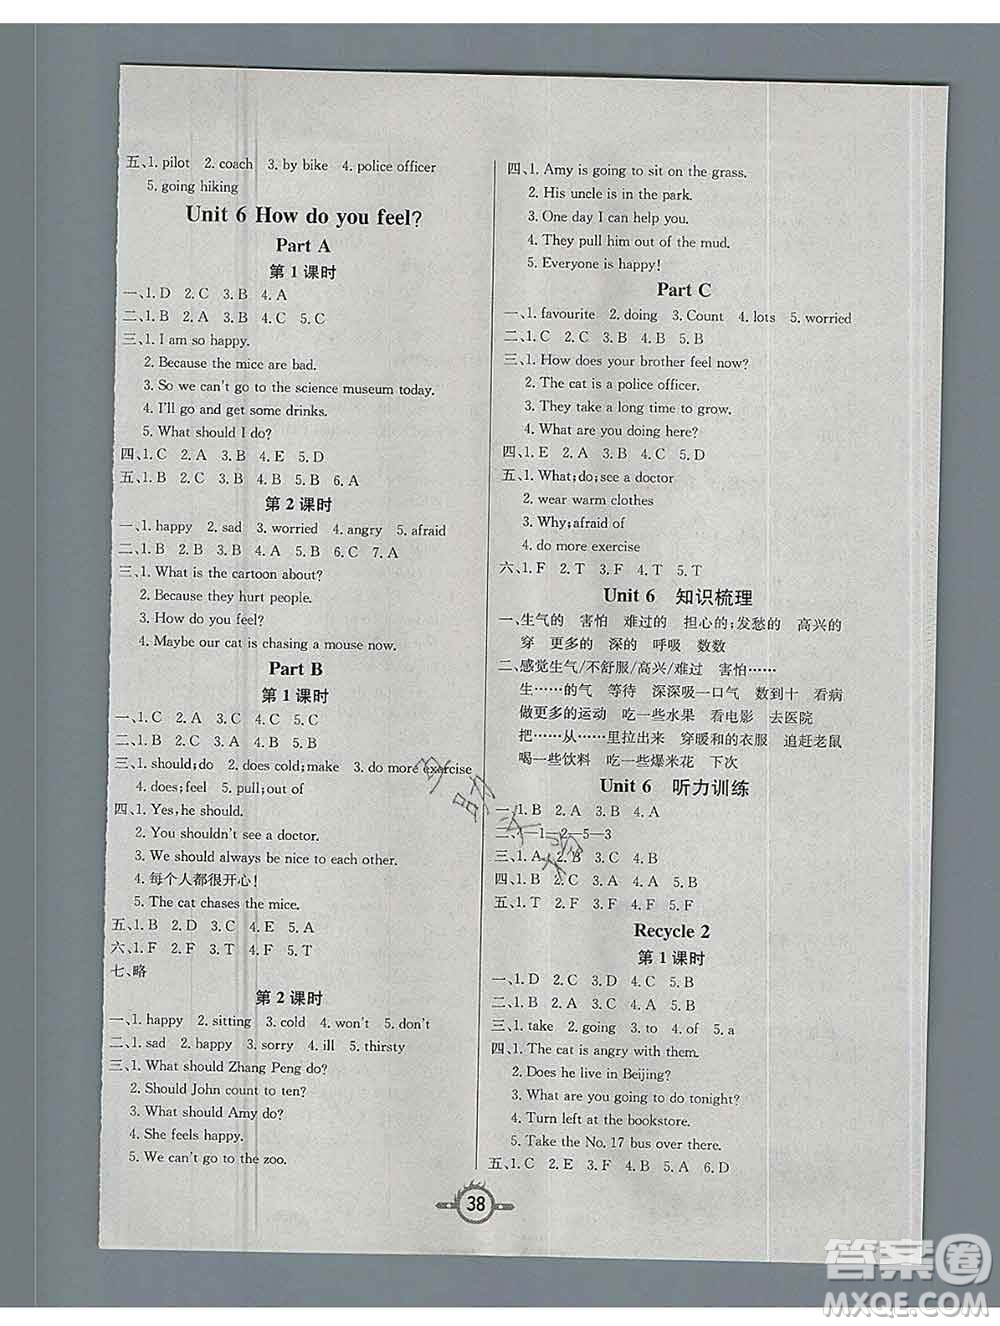 五、1. pilot 2. coach 3. by bike 4. police officer
5. going hiking
Unit 6 How do you feel?
Part A
第 1 课时
一、1. D 2. C 3. B 4. A
二、1. B 2. A 3. B 4. C 5. C
三、1. I am so happy.
2. Because the mice are bad.
3. So we can't go to the science museum today.
4. I'll go and get some drinks.
5. What should I do?
四、1. C 2. A 3. B 4. E 5. D
五、1. B 2. A 3. B 4. A 5. B 6. A
第 2 课时
一、1. happy 2. sad 3. worried 4. angry 5. afraid
二、1. B 2. B 3. B 4. A 5. B 6. C 7. A
三、1. What is the cartoon about?
2. Because they hurt people.
3. How do you feel?
4. Maybe our cat is chasing a mouse now.
Part B
第 1 课时
一、1. C 2. A 3. C 4. A 5. C
二、1. B 2. A 3. C 4. B 5. A
三、1. should;do 2. does cold;make 3. do more exercise
4. does;feel 5. pull;out of
四、1. Yes, he should.
2. You shouldn't see a doctor.
3. We should always be nice to each other.
4. 每个人都很开心!
5. The cat chases the mice.
五、1. B 2. D 3. C 4. E 5. A
六、1. F 2. F 3. T 4. F 5. T
七、略
第 2 课时
一、1. happy 2. sitting 3. cold 4. won't 5. don't
二、1. sad 2. happy 3. sorry 4. ill 5. thirsty
三、1. What should Zhang Peng do?
2. Should John count to ten?
3. What should Amy do?
4. She feels happy.
5. We can't go to the zoo.
四、1. Amy is going to sit on the grass.
2. His uncle is in the park.
3. One day I can help you.
4. They pull him out of the mud.
5. Everyone is happy!
Part C
一、1. favourite 2. doing 3. Count 4. lots 5. worried
二、1. C 2. A 3. A 4. B 5. B
三、1. How does your brother feel now?
2. The cat is a police officer.
3. They take a long time to grow.
4. What are you doing here?
四、1. E 2. A 3. D 4. B 5. C
五、1. What;do;see a doctor
2. wear warm clothes
3. Why;afraid of
4. do more exercise
六、1. F 2. T 3. F 4. T 5. T
Unit 6 知识梳理
一、生气的 害怕 难过的 担心的;发愁的 高兴的
穿 更多的 深的 呼吸 数数
二、感觉生气/不舒服/高兴/难过 害怕……
生……的气 等待 深深吸一口气 数到十 看病
做更多的运动 吃一些水果 看电影 去医院
把……从……里拉出来 穿暖和的衣服 追赶老鼠
喝一些饮料 吃一些爆米花 下次
Unit 6 听力训练
一、1. B 2. A 3. B 4. A
二、4—1—2—5—3
三、1. A 2. B 3. C 4. B
四、1. B 2. C 3. B 4. A 5. C
五、1. T 2. F 3. F 4. F 5. T
Recycle 2
第 1 课时
一、1. D 2. C 3. D 4. C 5. C
二、1. B 2. A 3. C 4. B 5. A
三、1. take 2. going 3. to 4. of 5. a
四、1. The cat is angry with them.
2. Does he live in Beijing?
3. What are you going to do tonight?
4. Turn left at the bookstore.
5. Take the No. 17 bus over there.
五、1. C 2. E 3. F 4. B 5. A 6. D
38
答案圈
MXQE.COM